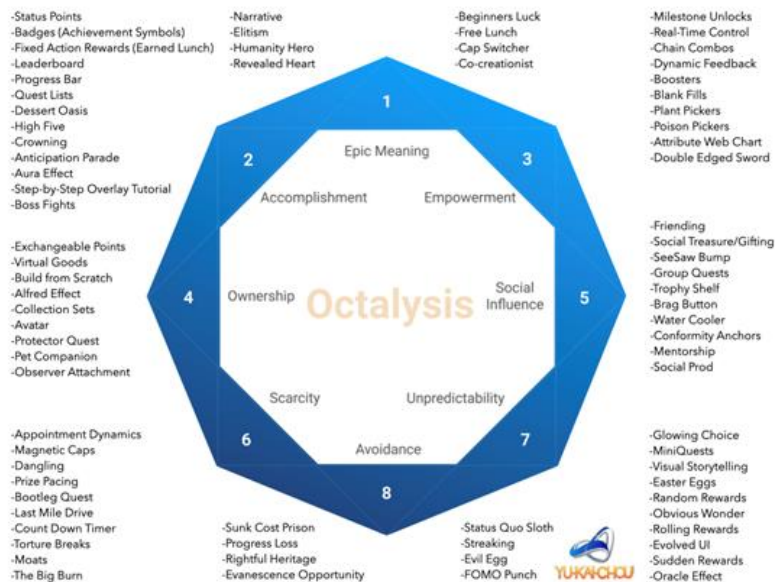 -Status Points
-Badges (Achievement Symbols)
-Fixed Action Rewards (Earned Lunch)
-Leaderboard
-Progress Bar
-Quest Lists
-Dessert Oasis
-High Five
-Crowning
-Anticipation Parade
-Aura Effect
-Step-by-Step Overlay Tutorial
-Boss Fights
-Narrative
-Elitism
-Humanity Hero
-Revealed Heart
-Beginners Luck
-Free Lunch
-Cap Switcher
-Co-creationist
-Milestone Unlocks
-Real-Time Control
-Chain Combos
-Dynamic Feedback
-Boosters
-Blank Fills
-Plant Pickers
-Poison Pickers
-Attribute Web Chart
-Double Edged Sword
1
2
3
Epic Meaning
Accomplishment
Empowerment
-Exchangeable Points
-Virtual Goods
-Build from Scratch
-Alfred Effect
-Collection Sets
-Avatar
-Protector Quest
-Pet Companion
-Observer Attachment
4
Ownership
Octalysis
Social
Influence
5
-Friending
-Social Treasure/Gifting
-SeeSaw Bump
-Group Quests
-Trophy Shelf
-Brag Button
-Water Cooler
-Conformity Anchors
-Mentorship
-Social Prod
Scarcity
Unpredictability
6
Avoidance
7
8
-Appointment Dynamics
-Magnetic Caps
-Dangling
-Prize Pacing
-Bootleg Quest
-Last Mile Drive
-Count Down Timer
-Torture Breaks
-Moats
-The Big Burn
-Sunk Cost Prison
-Progress Loss
-Rightful Heritage
-Evanescence Opportunity
-Status Quo Sloth
-Streaking
-Evil Egg
-FOMO Punch
YU-KAI CHOU
-Glowing Choice
-MiniQuests
-Visual Storytelling
-Easter Eggs
-Random Rewards
-Obvious Wonder
-Rolling Rewards
-Evolved UI
-Sudden Rewards
-Oracle Effect